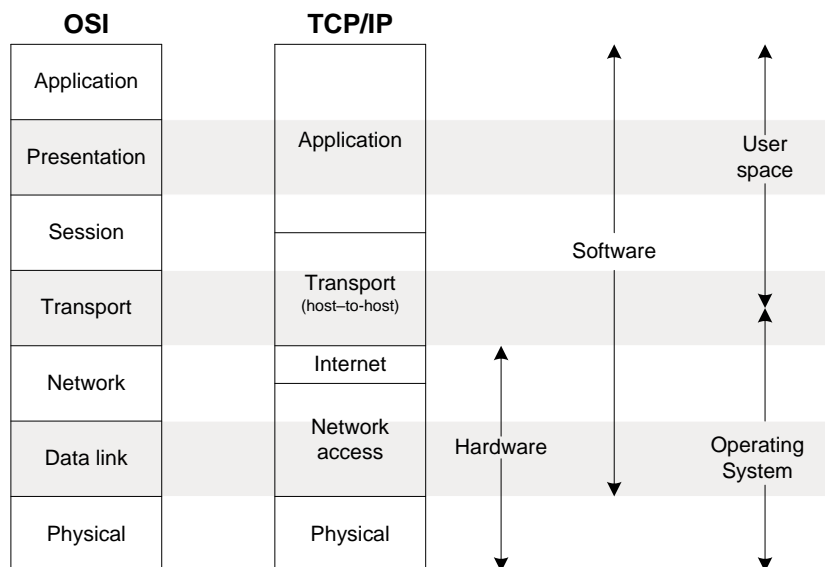 OSI
TCP/IP
Application
Presentation
Session
Transport
Network
Data link
Physical
Application
Transport
(host–to-host)
Internet
Network
access
Physical
Hardware
Software
User
space
Operating
System